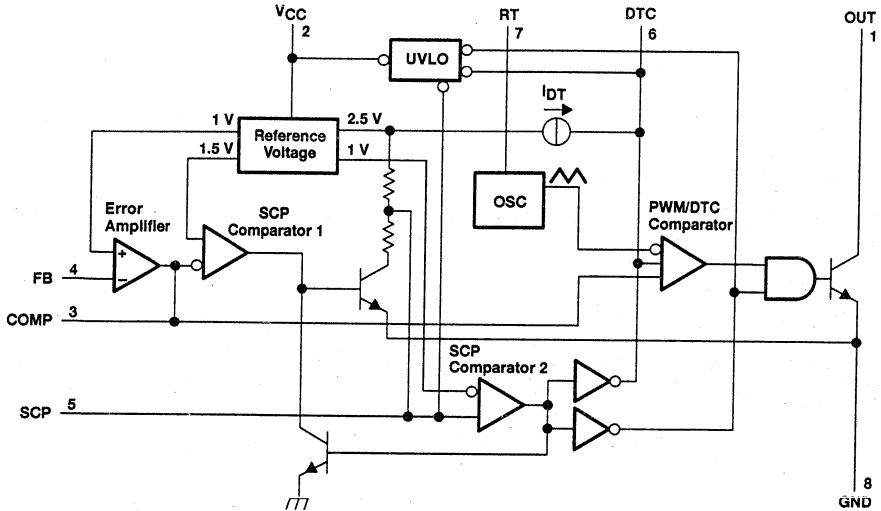 VCC
2
RT
7
DTC
6
OUT
1
UVLO
IDT
1 V
2.5 V
Reference
Voltage
1.5 V
1 V
OSC
Error
Amplifier
SCP
Comparator 1
PWM/DTC
Comparator
+
−
FB
4
COMP
3
SCP
Comparator 2
SCP
5
8
GND